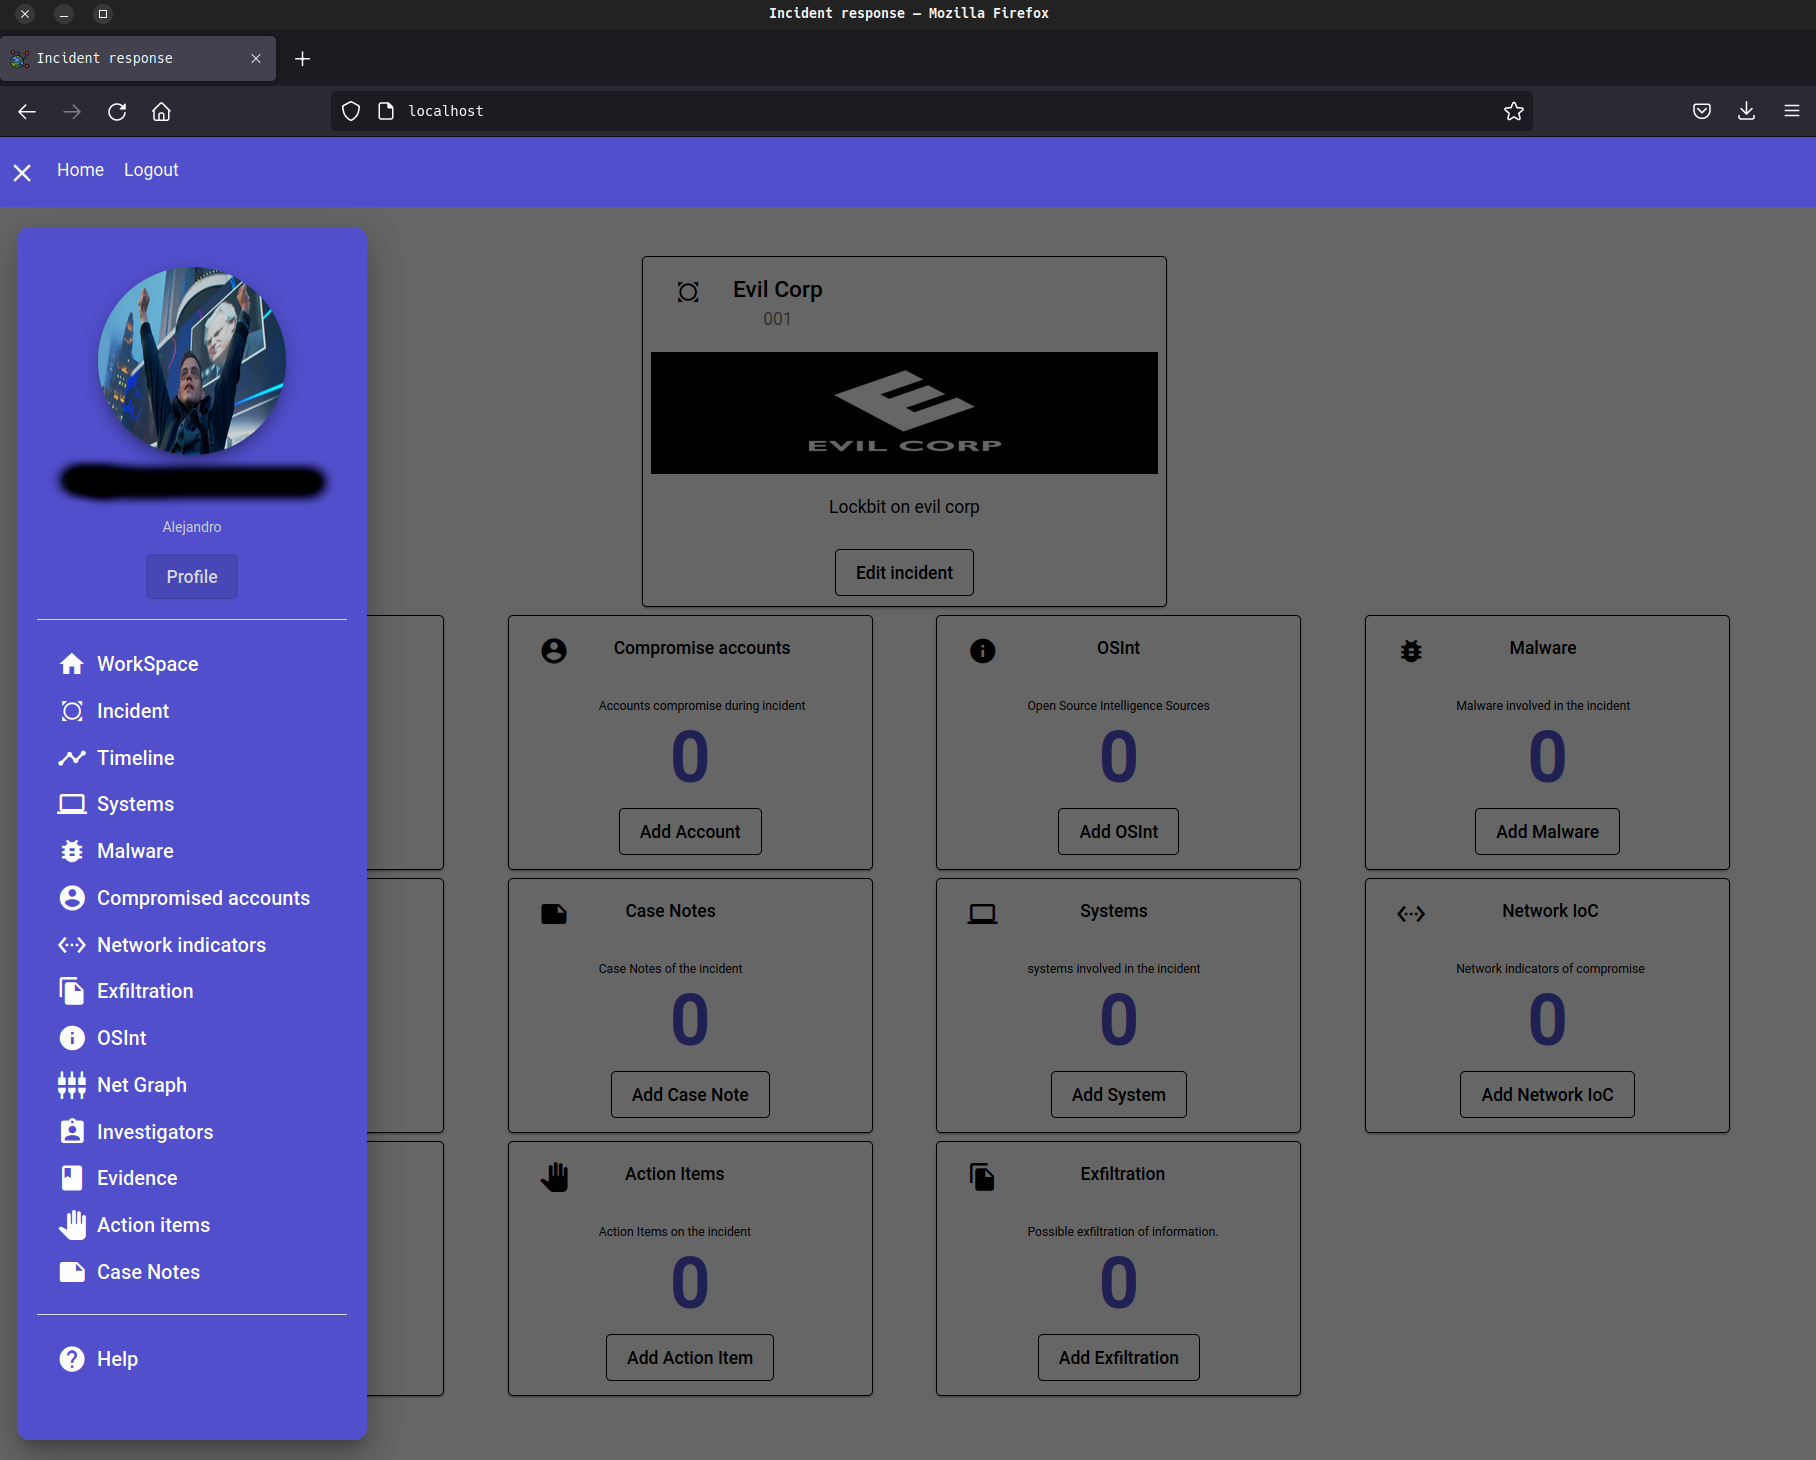 Incident response — Mozilla Firefox
Incident response
localhost
Home Logout
Alejandro
Profile
WorkSpace
Incident
Timeline
Systems
Malware
Compromised accounts
Network indicators
Exfiltration
OSInt
Net Graph
Investigators
Evidence
Action items
Case Notes
Help
Evil Corp
001
EVIL CORP
Lockbit on evil corp
Edit incident
Compromise accounts
Accounts compromise during incident
0
Add Account
OSInt
Open Source Intelligence Sources
0
Add OSInt
Malware
Malware involved in the incident
0
Add Malware
Case Notes
Case Notes of the incident
0
Add Case Note
Systems
systems involved in the incident
0
Add System
Network IoC
Network indicators of compromise
0
Add Network IoC
Action Items
Action Items on the incident
0
Add Action Item
Exfiltration
Possible exfiltration of information.
0
Add Exfiltration